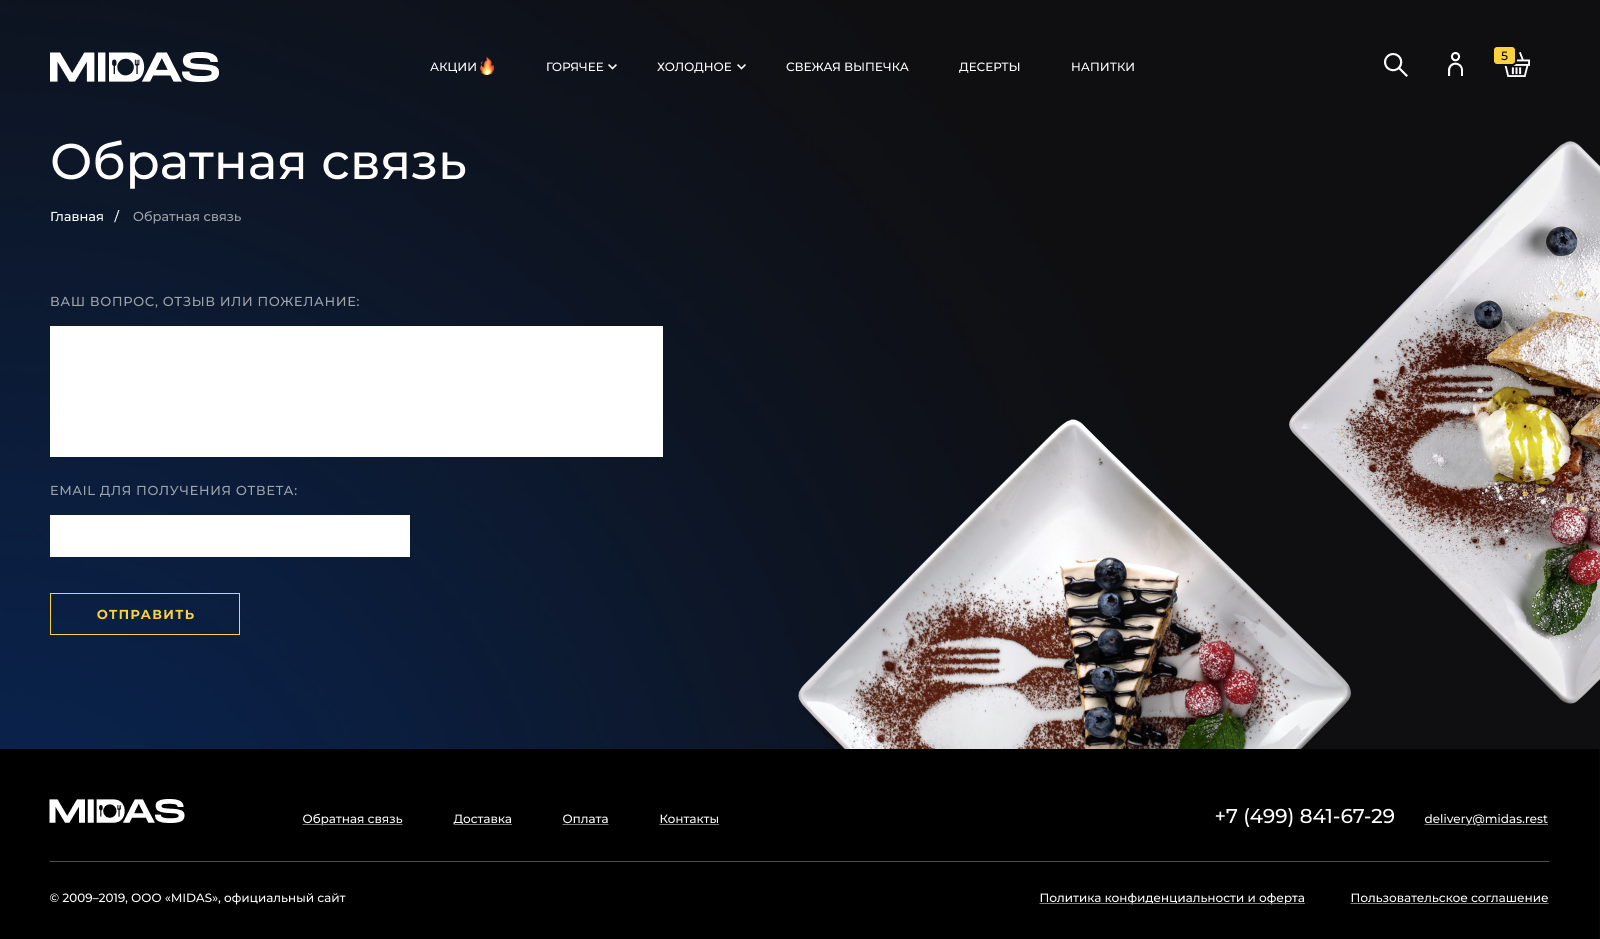 MIDAS
АКЦИИ🔥 ГОРЯЧЕЕ ХОЛОДНОЕ СВЕЖАЯ ВЫПЕЧКА ДЕСЕРТЫ НАПИТКИ 5
Обратная связь
Главная / Обратная связь
ВАШ ВОПРОС, ОТЗЫВ ИЛИ ПОЖЕЛАНИЕ:
EMAIL ДЛЯ ПОЛУЧЕНИЯ ОТВЕТА:
ОТПРАВИТЬ
MIDAS Обратная связь Доставка Оплата Контакты +7 (499) 841-67-29 delivery@midas.rest
© 2009–2019, ООО «MIDAS», официальный сайт Политика конфиденциальности и оферта Пользовательское соглашение